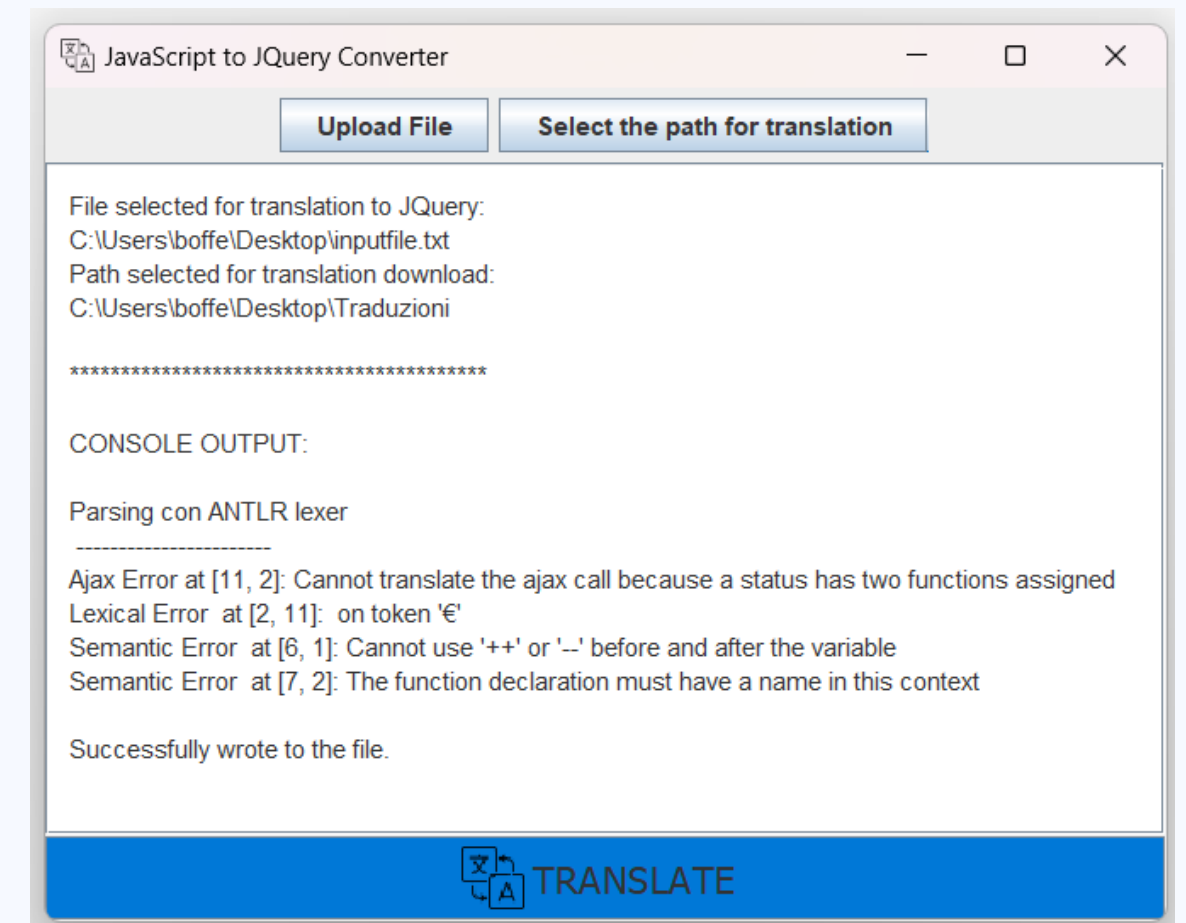 JavaScript to JQuery Converter
Upload File
Select the path for translation
File selected for translation to JQuery:
C:\Users\boffe\Desktop\inputfile.txt
Path selected for translation download:
C:\Users\boffe\Desktop\Traduzioni
*****************************************
CONSOLE OUTPUT:
Parsing con ANTLR lexer
-----------------------
Ajax Error at [11, 2]: Cannot translate the ajax call because a status has two functions assigned
Lexical Error  at [2, 11]:  on token '€'
Semantic Error  at [6, 1]: Cannot use '++' or '--' before and after the variable
Semantic Error  at [7, 2]: The function declaration must have a name in this context
Successfully wrote to the file.
文A TRANSLATE